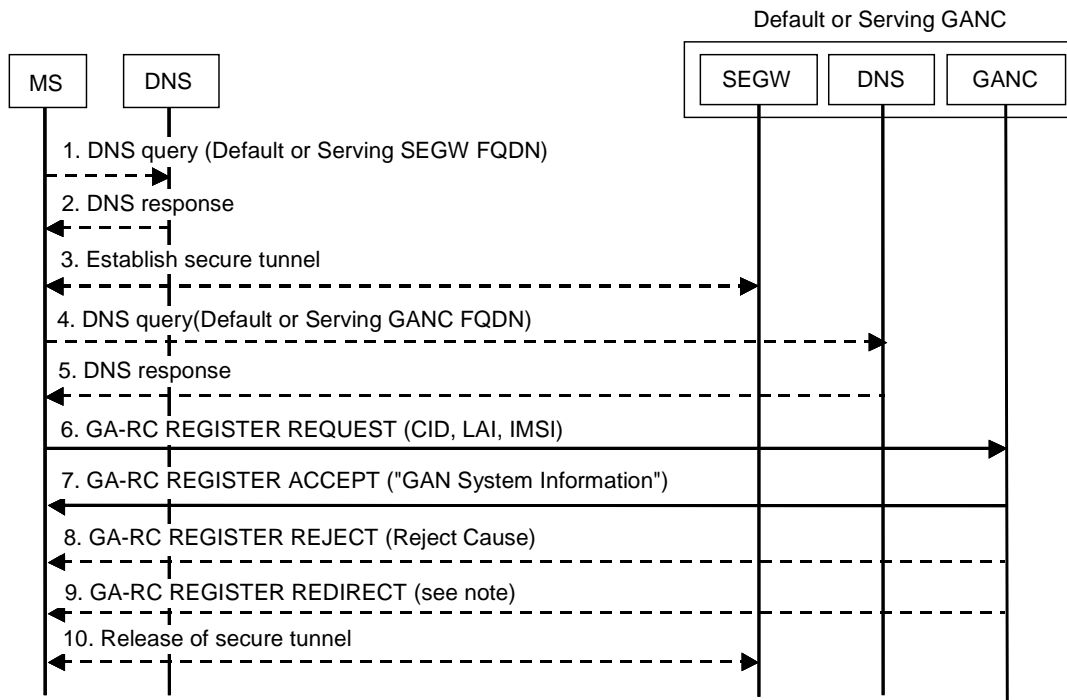 Default or Serving GANC
MS
DNS
SEGW
DNS
GANC
1. DNS query (Default or Serving SEGW FQDN)
2. DNS response
3. Establish secure tunnel
4. DNS query(Default or Serving GANC FQDN)
5. DNS response
6. GA-RC REGISTER REQUEST (CID, LAI, IMSI)
7. GA-RC REGISTER ACCEPT ("GAN System Information")
8. GA-RC REGISTER REJECT (Reject Cause)
9. GA-RC REGISTER REDIRECT (see note)
10. Release of secure tunnel